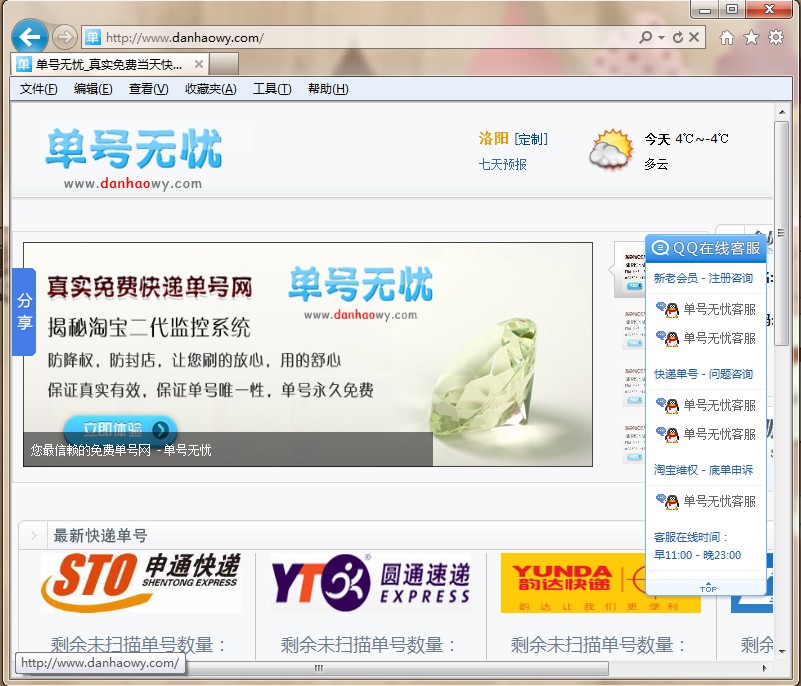 http://www.danhaowy.com/
单号无忧_真实免费当天快...
文件(F) 编辑(E) 查看(V) 收藏夹(A) 工具(T) 帮助(H)
单号无忧
www.danhaowy.com
洛阳 [定制]
七天预报
今天 4℃~-4℃
多云
分享
真实免费快递单号网
揭秘淘宝二代监控系统
防降权，防封店，让您刷的放心，用的舒心
保证真实有效，保证单号唯一性，单号永久免费
立即体验
单号无忧
www.danhaowy.com
您最信赖的免费单号网 - 单号无忧
QQ在线客服
新老会员 - 注册咨询
单号无忧客服
单号无忧客服
快递单号 - 问题咨询
单号无忧客服
单号无忧客服
淘宝维权 - 底单申诉
单号无忧客服
客服在线时间：
早11:00 - 晚23:00
TOP
最新快递单号
STO 申通快递
SHENTONG EXPRESS
YTO 圆通速递
EXPRESS
YUNDA
韵达快递
韵达让我们更便利
剩余未扫描单号数量：
剩余未扫描单号数量：
剩余未扫描单号数量：
剩余
http://www.danhaowy.com/